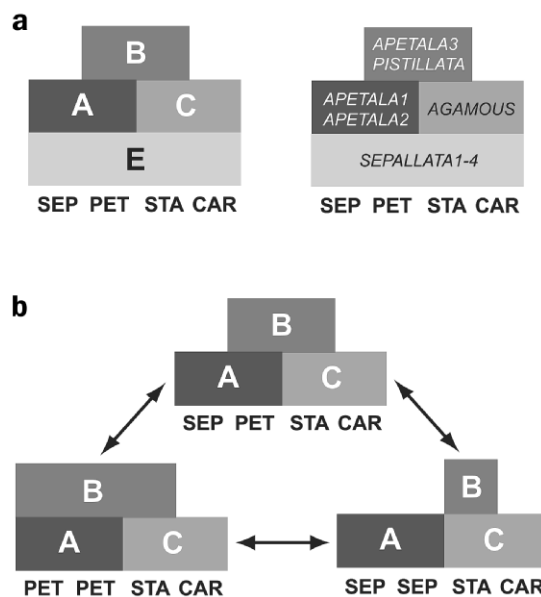 a
B
A C
E
SEP PET STA CAR
APETALA3
PISTILLATA
APETALA1
APETALA2
AGAMOUS
SEPALLATA1-4
SEP PET STA CAR
b
B
A C
SEP PET STA CAR
B
A C
PET PET STA CAR
B
A C
SEP SEP STA CAR